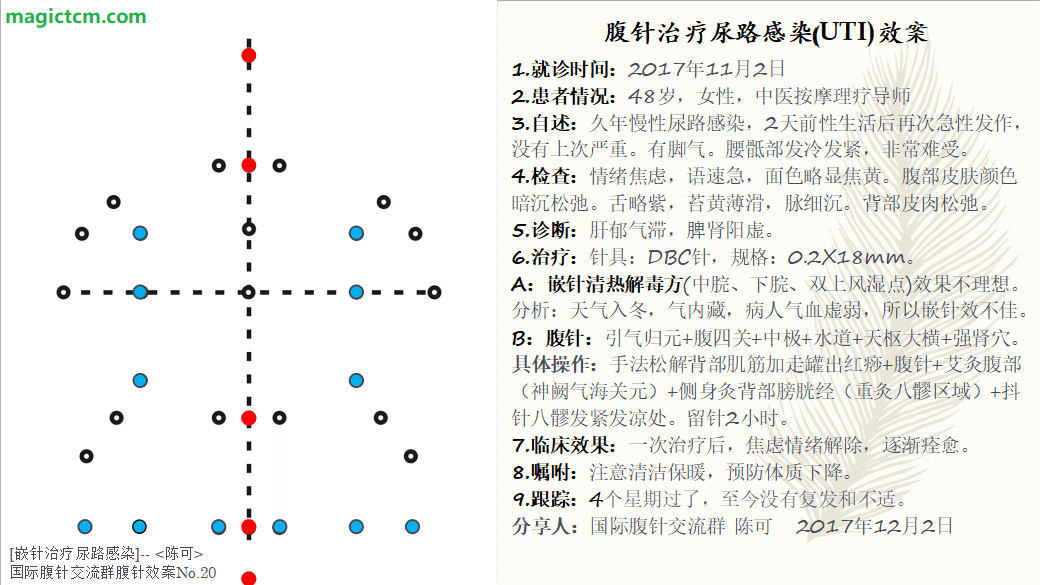 magictcm.com
[嵌针治疗尿路感染]-- <陈可>
国际腹针交流群腹针效案No.20
腹针治疗尿路感染(UTI)效案
1.就诊时间：2017年11月2日
2.患者情况：48岁，女性，中医按摩理疗导师
3.自述：久年慢性尿路感染，2天前性生活后再次急性发作，
没有上次严重。有脚气。腰骶部发冷发紧，非常难受。
4.检查：情绪焦虑，语速急，面色略显焦黄。腹部皮肤颜色
暗沉松弛。舌略紫，苔黄薄滑，脉细沉。背部皮肉松弛。
5.诊断：肝郁气滞，脾肾阳虚。
6.治疗：针具：DBC针，规格：0.2X18mm。
A：嵌针清热解毒方(中脘、下脘、双上风湿点)效果不理想。
分析：天气入冬，气内藏，病人气血虚弱，所以嵌针效不佳。
B：腹针：引气归元+腹四关+中极+水道+天枢大横+强肾穴。
具体操作：手法松解背部肌筋加走罐出红痧+腹针+艾灸腹部
（神阙气海关元）+侧身灸背部膀胱经（重灸八髎区域）+抖
针八髎发紧发凉处。留针2小时。
7.临床效果：一次治疗后，焦虑情绪解除，逐渐痊愈。
8.嘱咐：注意清洁保暖，预防体质下降。
9.跟踪：4个星期过了，至今没有复发和不适。
分享人：国际腹针交流群 陈可 2017年12月2日